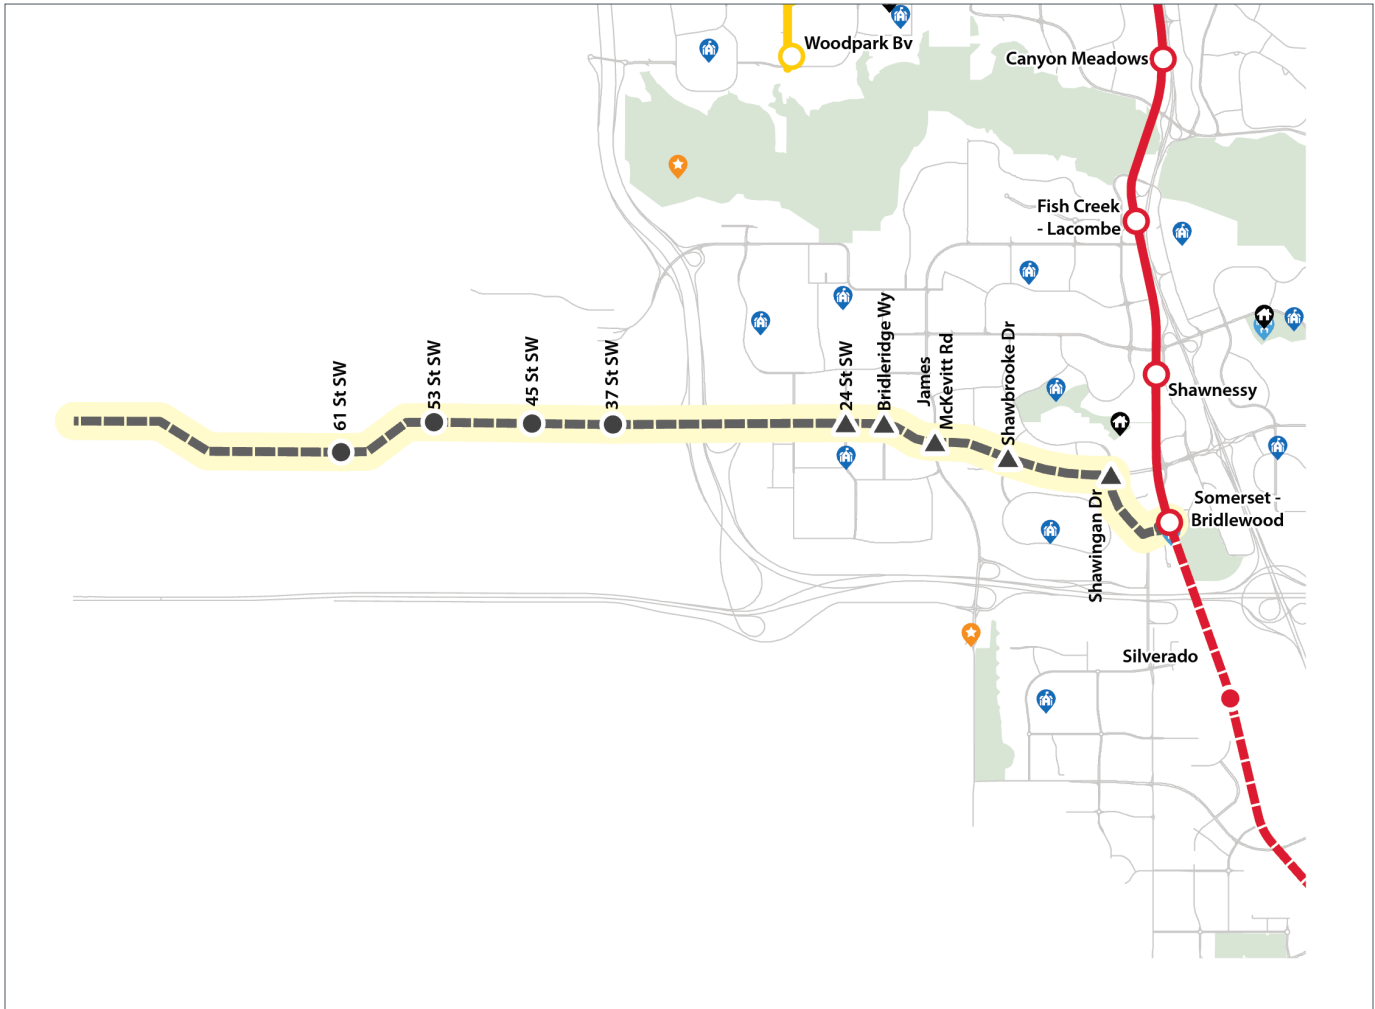 Woodpark Bv
Canyon Meadows
Fish Creek
- Lacombe
Shawnessy
Somerset -
Bridlewood
Silverado
61 St SW
53 St SW
45 St SW
37 St SW
24 St SW
Bridleridge Wy
James
McKevitt Rd
Shawbrooke Dr
Shawingan Dr